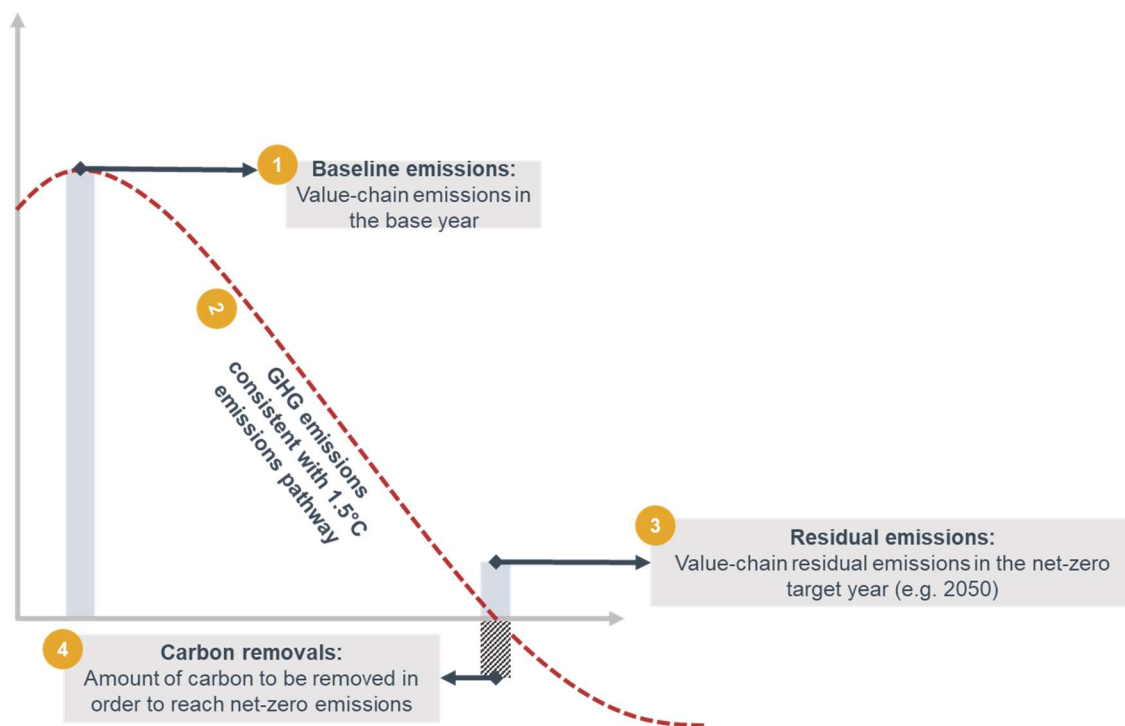 1
Baseline emissions:
Value-chain emissions in
the base year
2
GHG emissions
consistent with 1.5°C
emissions pathway
3
Residual emissions:
Value-chain residual emissions in the net-zero
target year (e.g. 2050)
4
Carbon removals:
Amount of carbon to be removed in
order to reach net-zero emissions